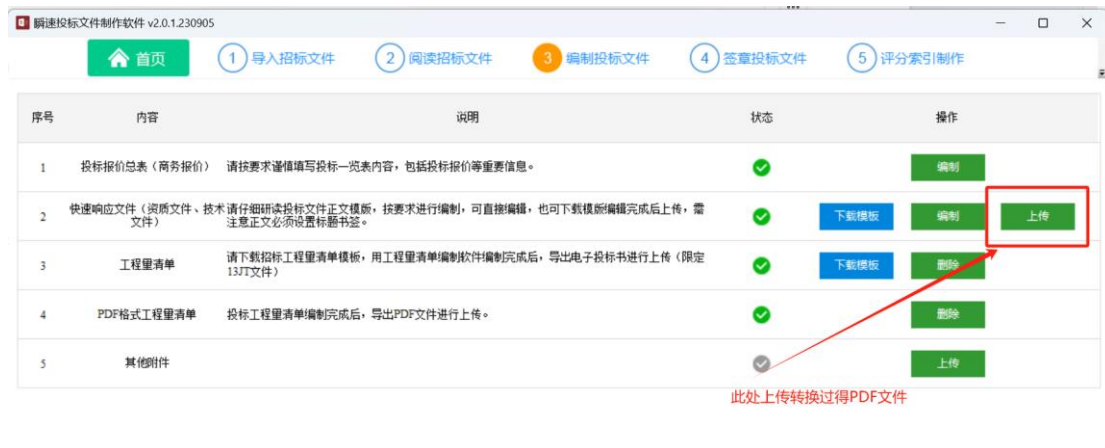 瞬速投标文件制作软件 v2.0.1.230905
首页
1 导入招标文件
2 阅读招标文件
3 编制投标文件
4 签章投标文件
5 评分索引制作
序号 内容 说明 状态 操作
1 投标报价总表（商务报价） 请按要求谨慎填写投标一览表内容，包括投标报价等重要信息。 编制
2 快速响应文件（资质文件、技术文件） 请仔细研读投标文件正文模版，按要求进行编制，可直接编辑，也可下载模版编辑完成后上传，需
注意正文必须设置标题书签。 下载模板 编制 上传
3 工程量清单 请下载招标工程量清单模板，用工程量清单编制软件编制完成后，导出电子投标书进行上传（限定
13JT文件） 下载模板 删除
4 PDF格式工程量清单 投标工程量清单编制完成后，导出PDF文件进行上传。 删除
5 其他附件 上传
此处上传转换过得PDF文件